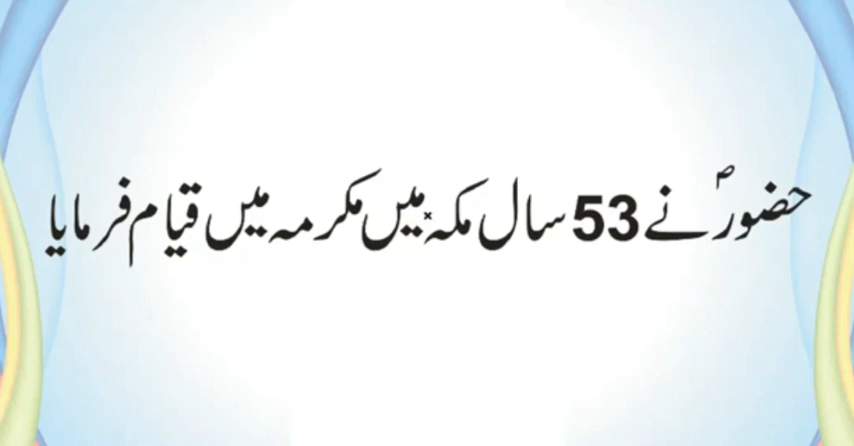 حضورؐ نے 53 سال مکہ میں مکرمہ میں قیام فرمایا